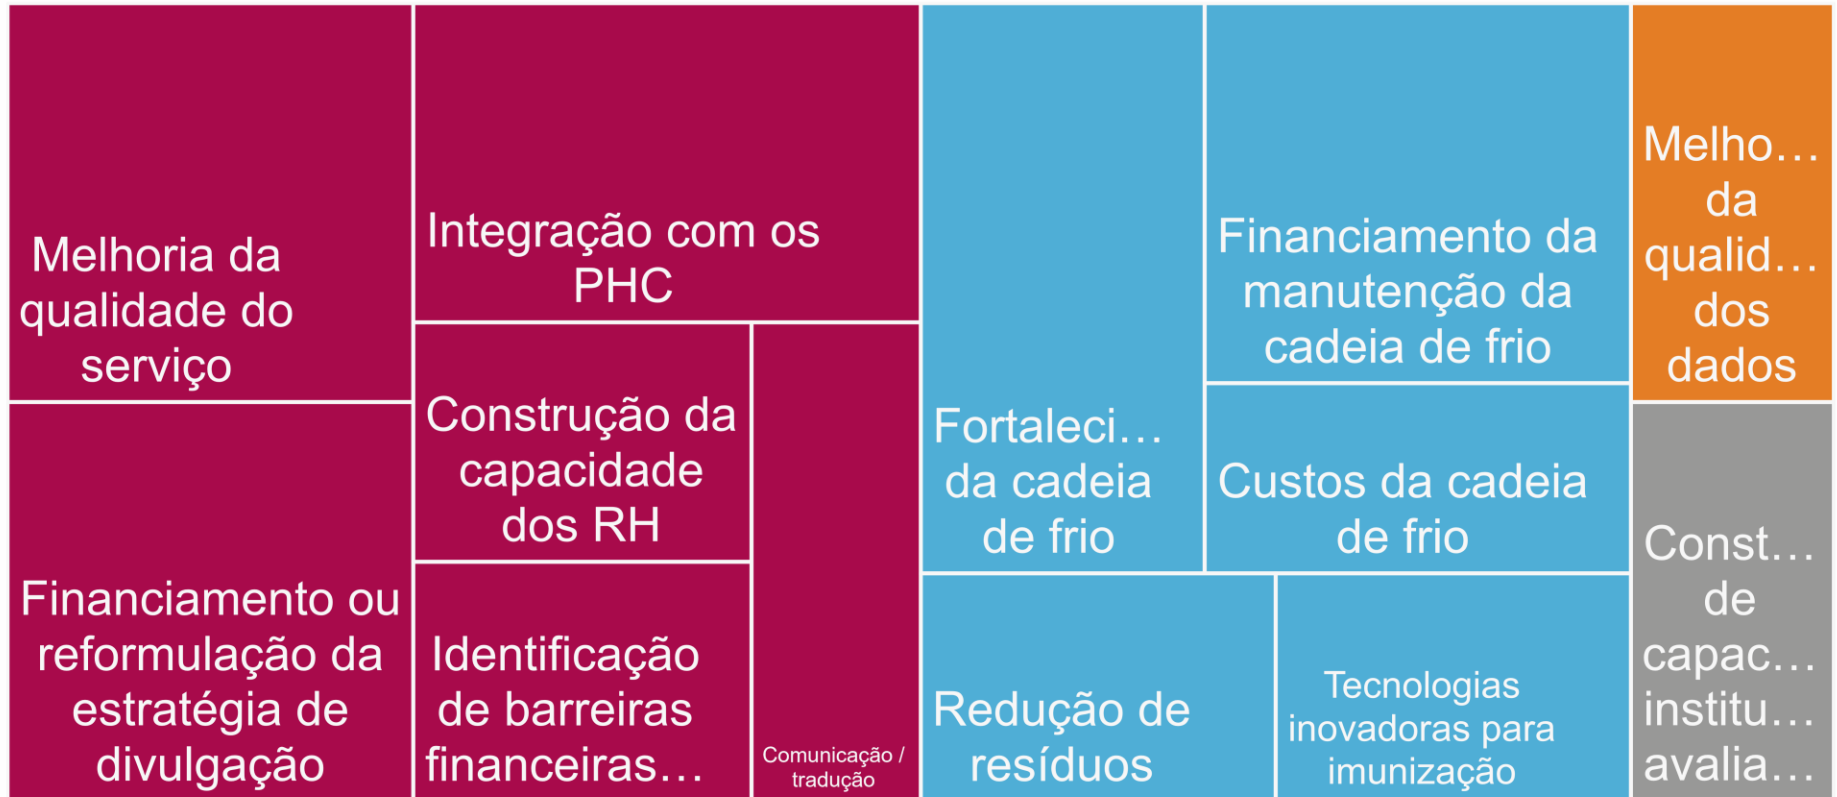 Melhoria da
qualidade do
serviço
Financiamento ou
reformulação da
estratégia de
divulgação
Integração com os
PHC
Construção da
capacidade
dos RH
Identificação
de barreiras
financeiras…
Comunicação /
tradução
Fortaleci…
da cadeia
de frio
Financiamento da
manutenção da
cadeia de frio
Custos da cadeia
de frio
Redução de
resíduos
Tecnologias
inovadoras para
imunização
Melho…
da
qualid…
dos
dados
Const…
de
capac…
institu…
avalia…